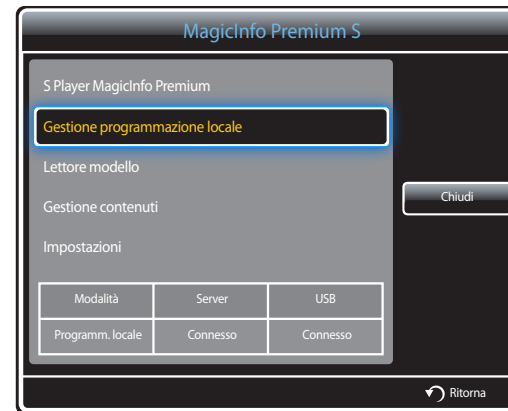 MagicInfo Premium S
S Player MagicInfo Premium
Gestione programmazione locale
Lettore modello
Gestione contenuti
Impostazioni
Chiudi
Modalità Server USB
Programm. locale Connesso Connesso
Ritorna